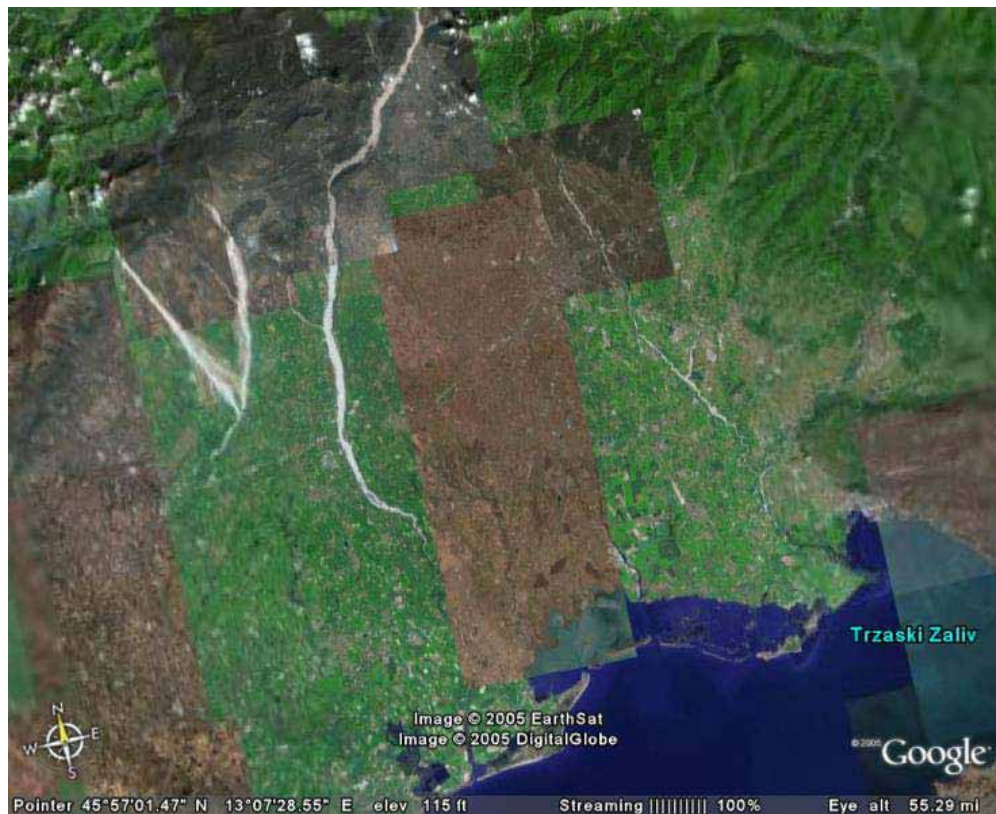 Trzaski Zaliv
N
W E
S
Image © 2005 EarthSat
Image © 2005 DigitalGlobe
©2005 Google
Pointer 45°57'01.47" N 13°07'28.55" E elev 115 ft Streaming |||||||||| 100% Eye alt 55.29 mi